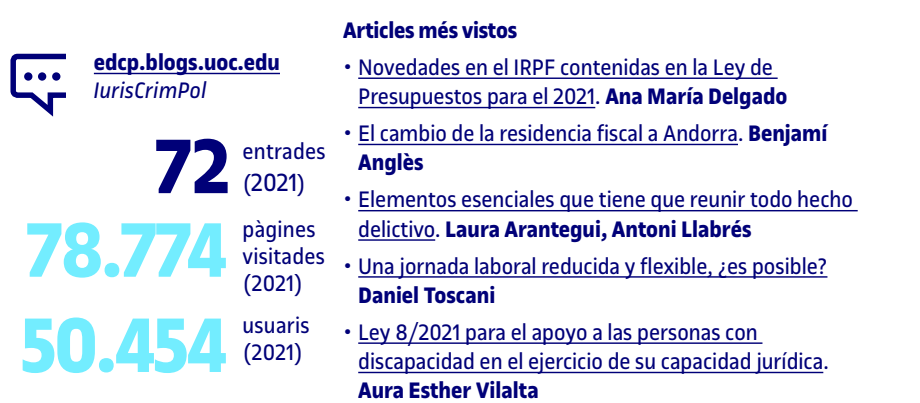 edcp.blogs.uoc.edu
IurisCrimPol
72 entrades
(2021)
78.774 pàgines
visitades
(2021)
50.454 usuaris
(2021)
Articles més vistos
• Novedades en el IRPF contenidas en la Ley de
Presupuestos para el 2021. Ana María Delgado
• El cambio de la residencia fiscal a Andorra. Benjamí
Anglès
• Elementos esenciales que tiene que reunir todo hecho
delictivo. Laura Arantegui, Antoni Llabrés
• Una jornada laboral reducida y flexible, ¿es posible?
Daniel Toscani
• Ley 8/2021 para el apoyo a las personas con
discapacidad en el ejercicio de su capacidad jurídica.
Aura Esther Vilalta